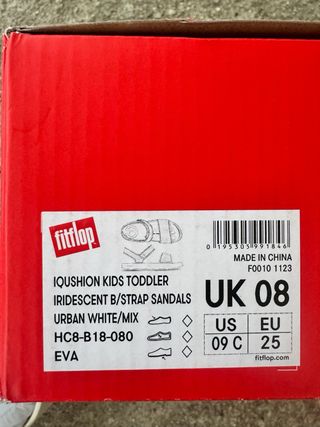 fitflop
0 195305 991846
MADE IN CHINA
F0010 1123
IQUSHION KIDS TODDLER
IRIDESCENT B/STRAP SANDALS
URBAN WHITE/MIX
HC8-B18-080
EVA
UK 08
US EU
09 C 25
fitflop.com